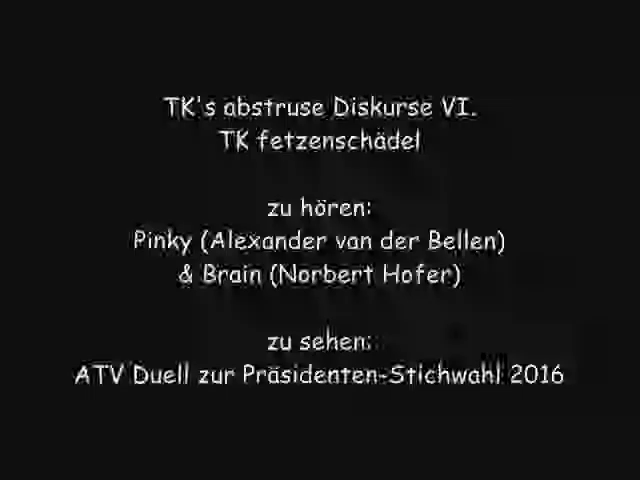 TK's abstruse Diskurse VI.
TK fetzenschädel
zu hören:
Pinky (Alexander van der Bellen)
& Brain (Norbert Hofer)
zu sehen:
ATV Duell zur Präsidenten-Stichwahl 2016